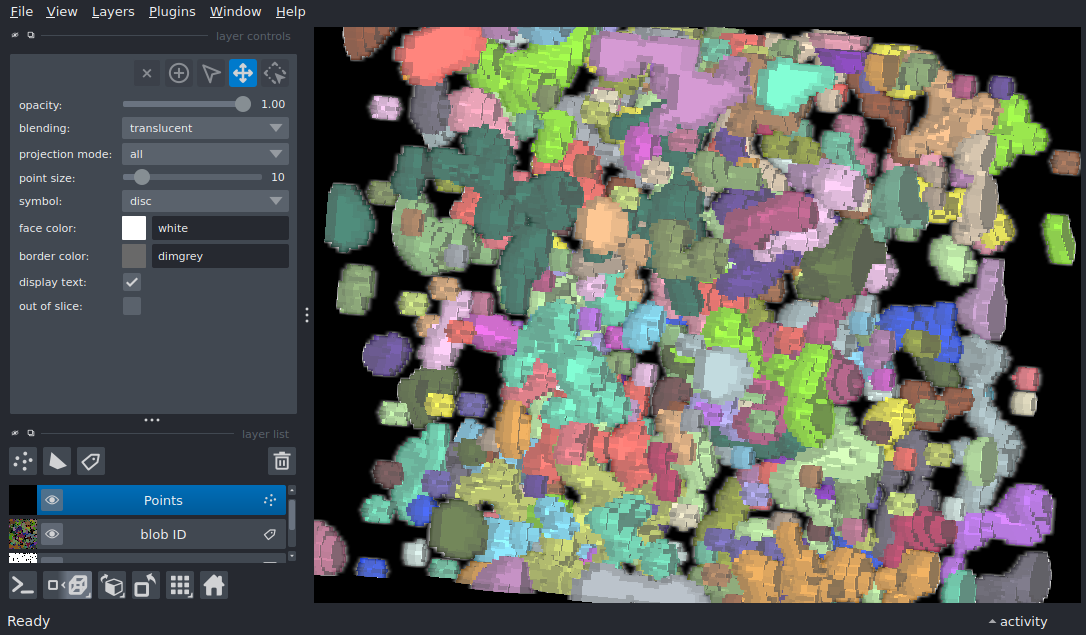 File View Layers Plugins Window Help
layer controls
opacity: 1.00
blending: translucent
projection mode: all
point size: 10
symbol: disc
face color: white
border color: dimgrey
display text:
out of slice:
layer list
Points
blob ID
Ready
activity